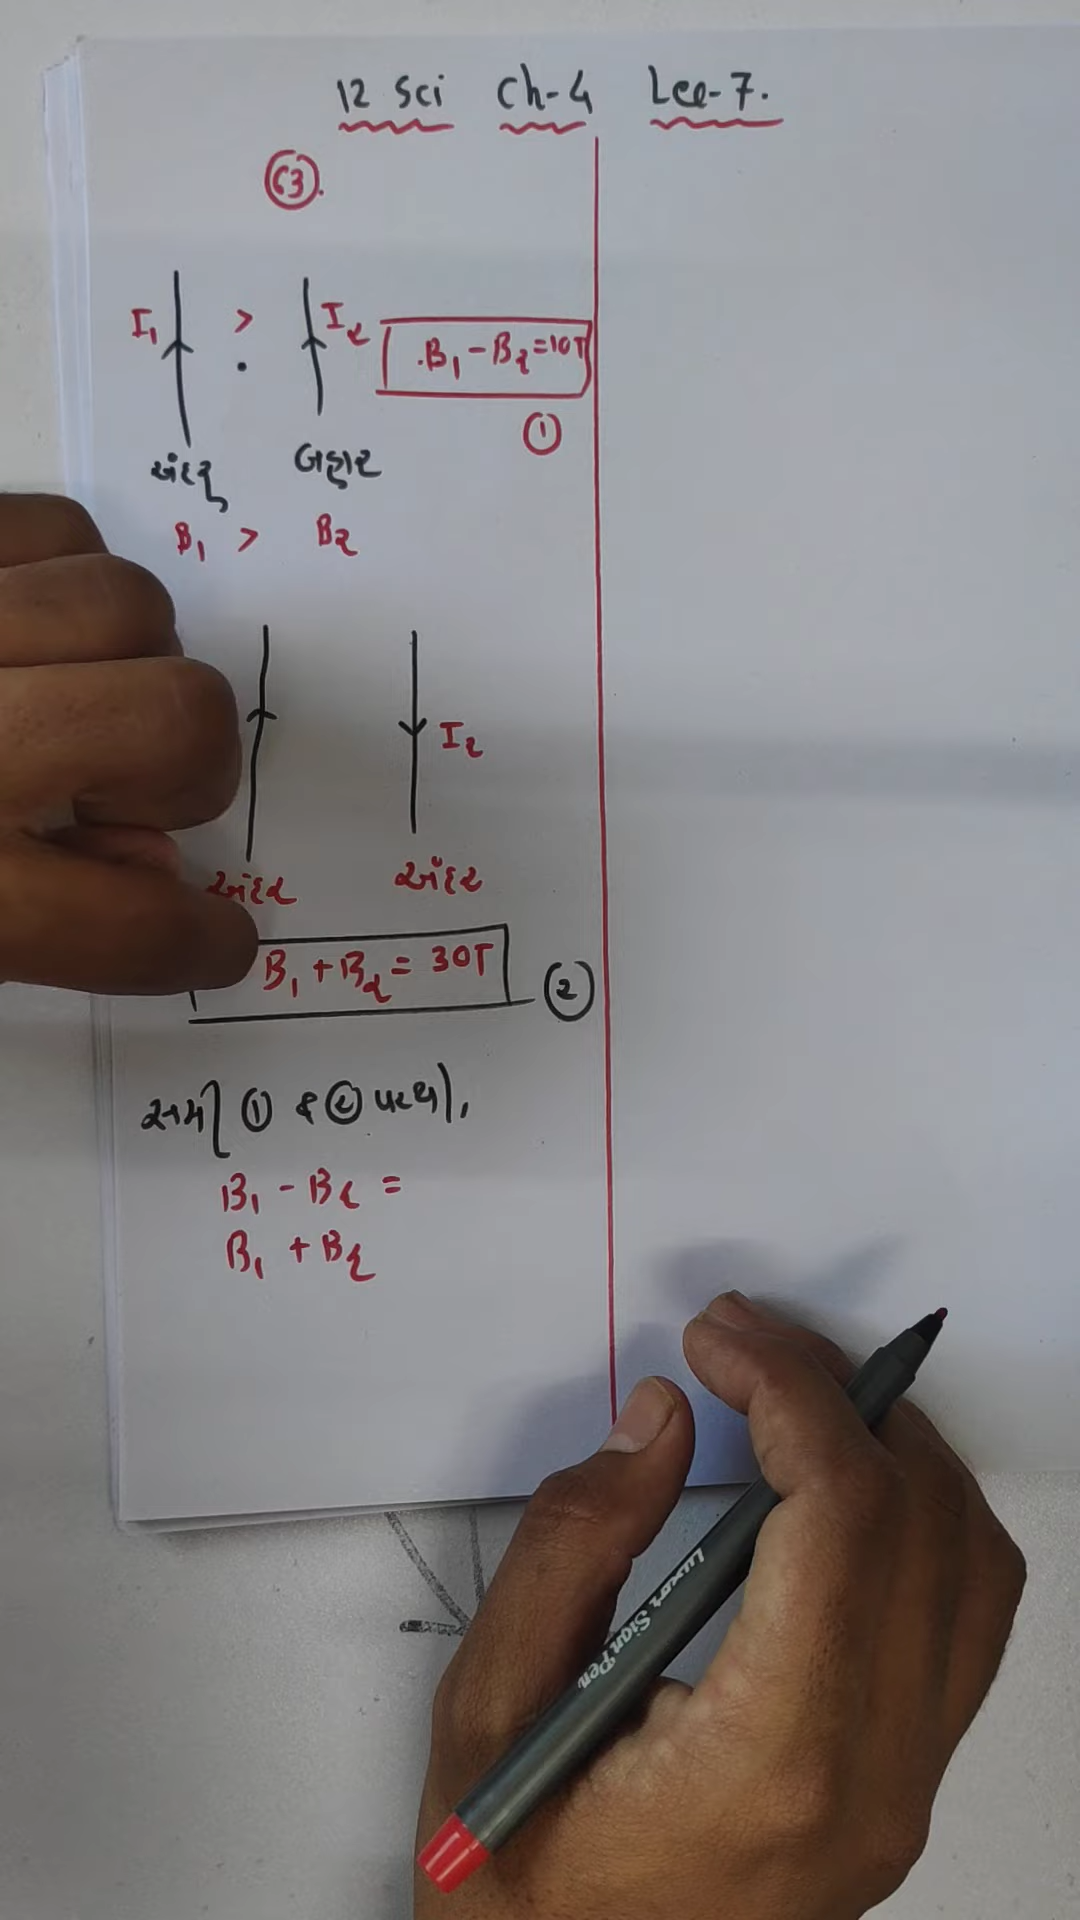 12 Sci Ch-4 Lec-7.
63.
I₁ > I₂
B₁ - B₂ = 10T
①
અંદર બહાર
B₁ > B₂
I₂
અંદર અંદર
B₁ + B₂ = 30T ②
સમી ① & ② પરથી,
B₁ - B₂ =
B₁ + B₂
Luxor Sign Pen